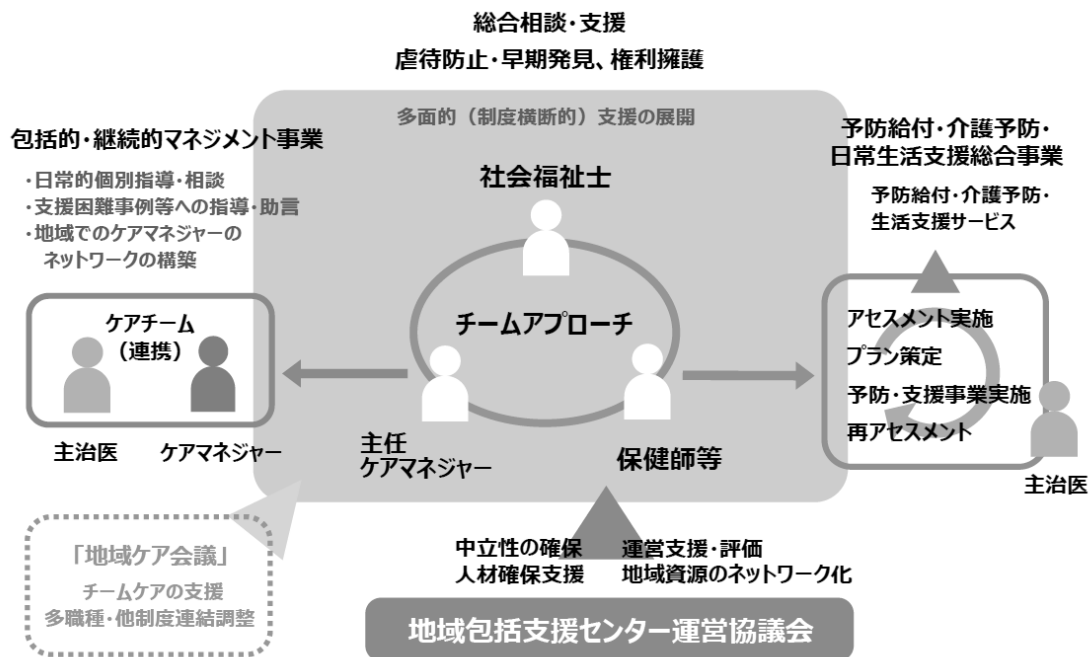 総合相談・支援
虐待防止・早期発見、権利擁護
多面的（制度横断的）支援の展開
包括的・継続的マネジメント事業
・日常的個別指導・相談
・支援困難事例等への指導・助言
・地域でのケアマネジャーの
ネットワークの構築
ケアチーム
（連携）
主治医
ケアマネジャー
社会福祉士
チームアプローチ
主任
ケアマネジャー
保健師等
予防給付・介護予防・
日常生活支援総合事業
予防給付・介護予防・
生活支援サービス
アセスメント実施
プラン策定
予防・支援事業実施
再アセスメント
主治医
「地域ケア会議」
チームケアの支援
多職種・他制度連結調整
中立性の確保
人材確保支援
運営支援・評価
地域資源のネットワーク化
地域包括支援センター運営協議会